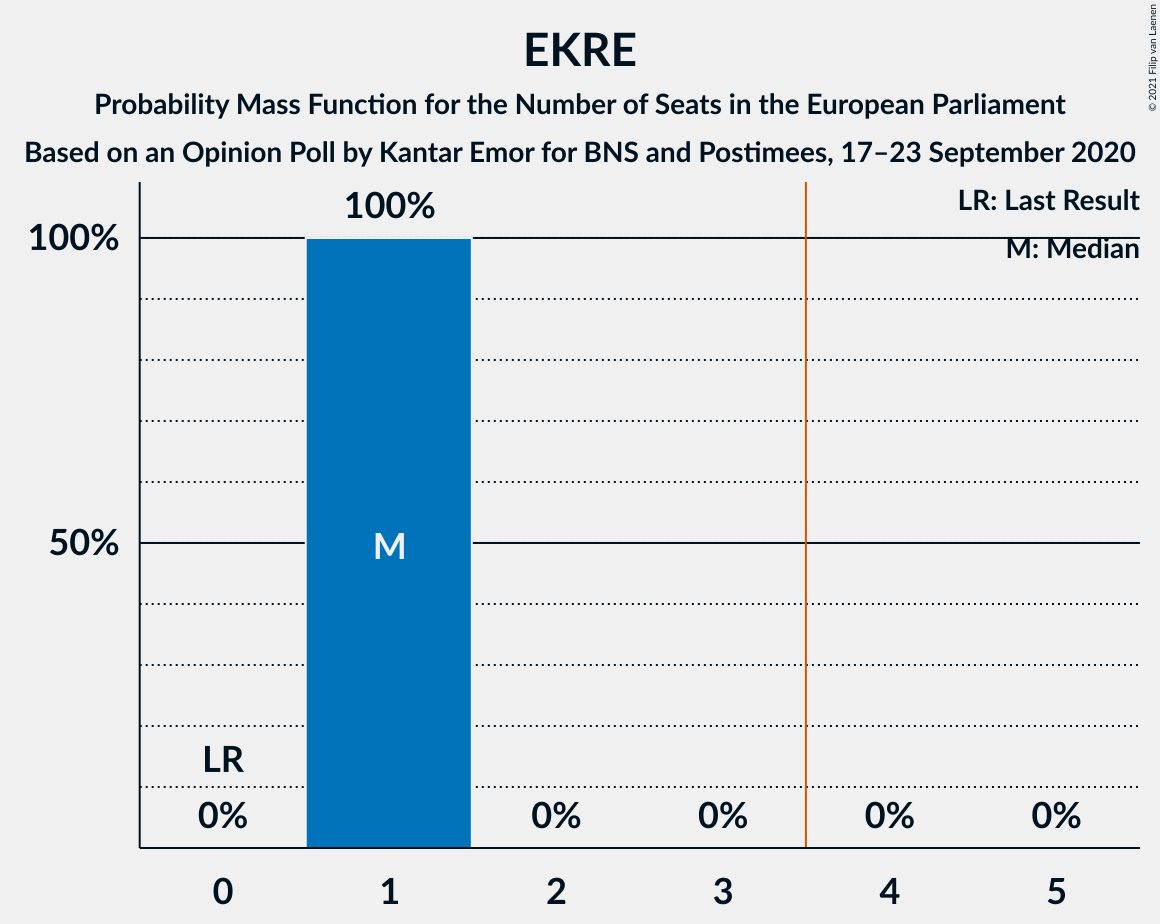 EKRE
Probability Mass Function for the Number of Seats in the European Parliament
Based on an Opinion Poll by Kantar Emor for BNS and Postimees, 17–23 September 2020
© 2021 Filip van Laenen
LR: Last Result
M: Median
100%
100%
50%
M
LR
0%
0%
0%
0%
0%
0
1
2
3
4
5